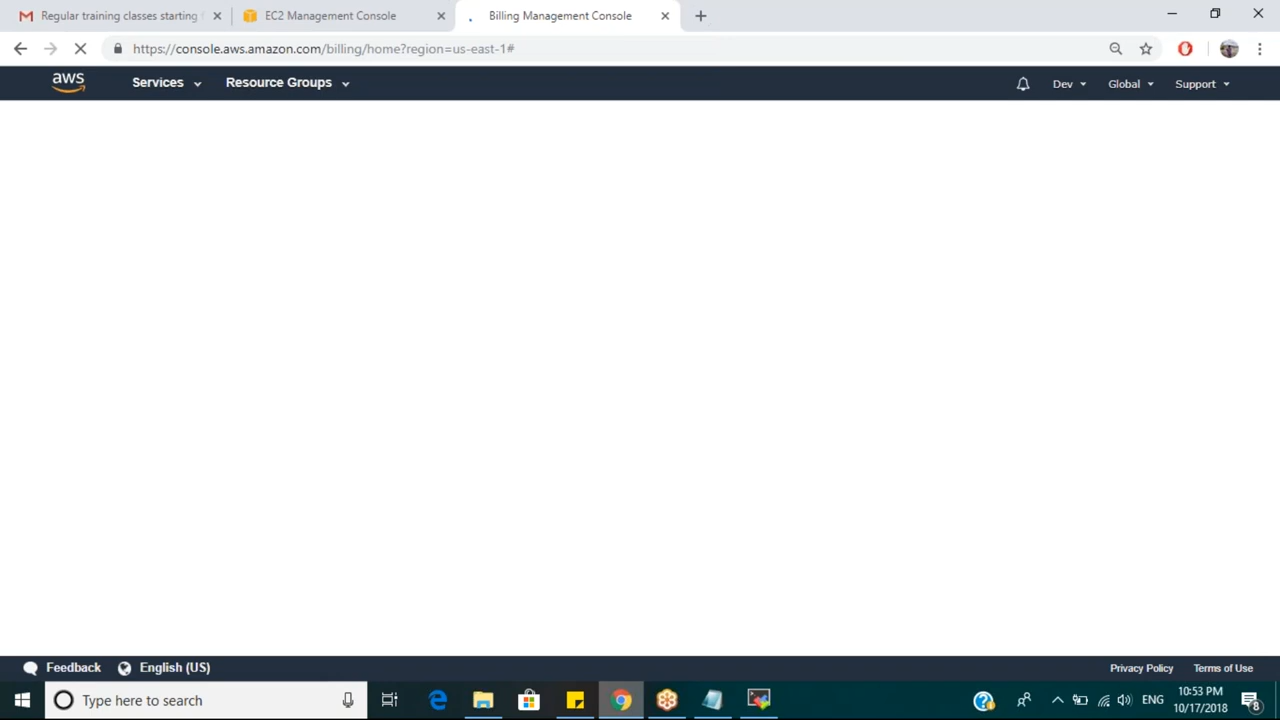 Regular training classes starting
EC2 Management Console
Billing Management Console
https://console.aws.amazon.com/billing/home?region=us-east-1#
aws
Services
Resource Groups
Dev
Global
Support
Feedback
English (US)
Privacy Policy
Terms of Use
Type here to search
ENG
10:53 PM
10/17/2018
8